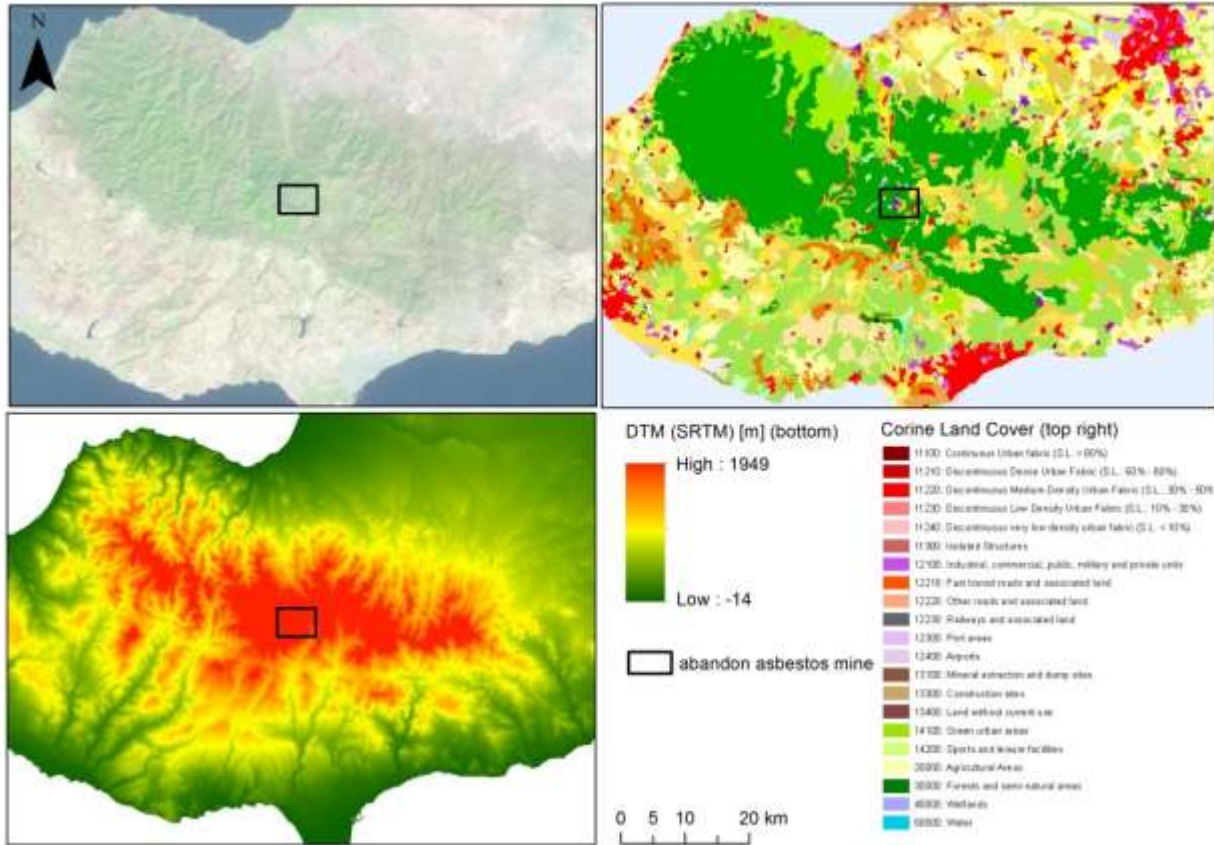 N
DTM (SRTM) [m] (bottom)
High : 1949
Low : -14
abandon asbestos mine
0 5 10 20 km
Corine Land Cover (top right)
11100: Continuous Urban fabric (S.L. > 80%)
11210: Discontinuous Dense Urban Fabric (S.L. 50% - 80%)
11220: Discontinuous Medium Density Urban Fabric (S.L. 30% - 50%
11230: Discontinuous Low Density Urban Fabric (S.L. 10% - 30%)
11240: Discontinuous very low density urban fabric (S.L. < 10%)
11300: Isolated Structures
12100: Industrial, commercial, public, military and private units
12210: Fast transit roads and associated land
12220: Other roads and associated land
12230: Railways and associated land
12300: Port areas
12400: Airports
13100: Mineral extraction and dump sites
13300: Construction sites
13400: Land without current use
14100: Green urban areas
14200: Sports and leisure facilities
20000: Agricultural Areas
30000: Forests and semi-natural areas
Wetlands
Water